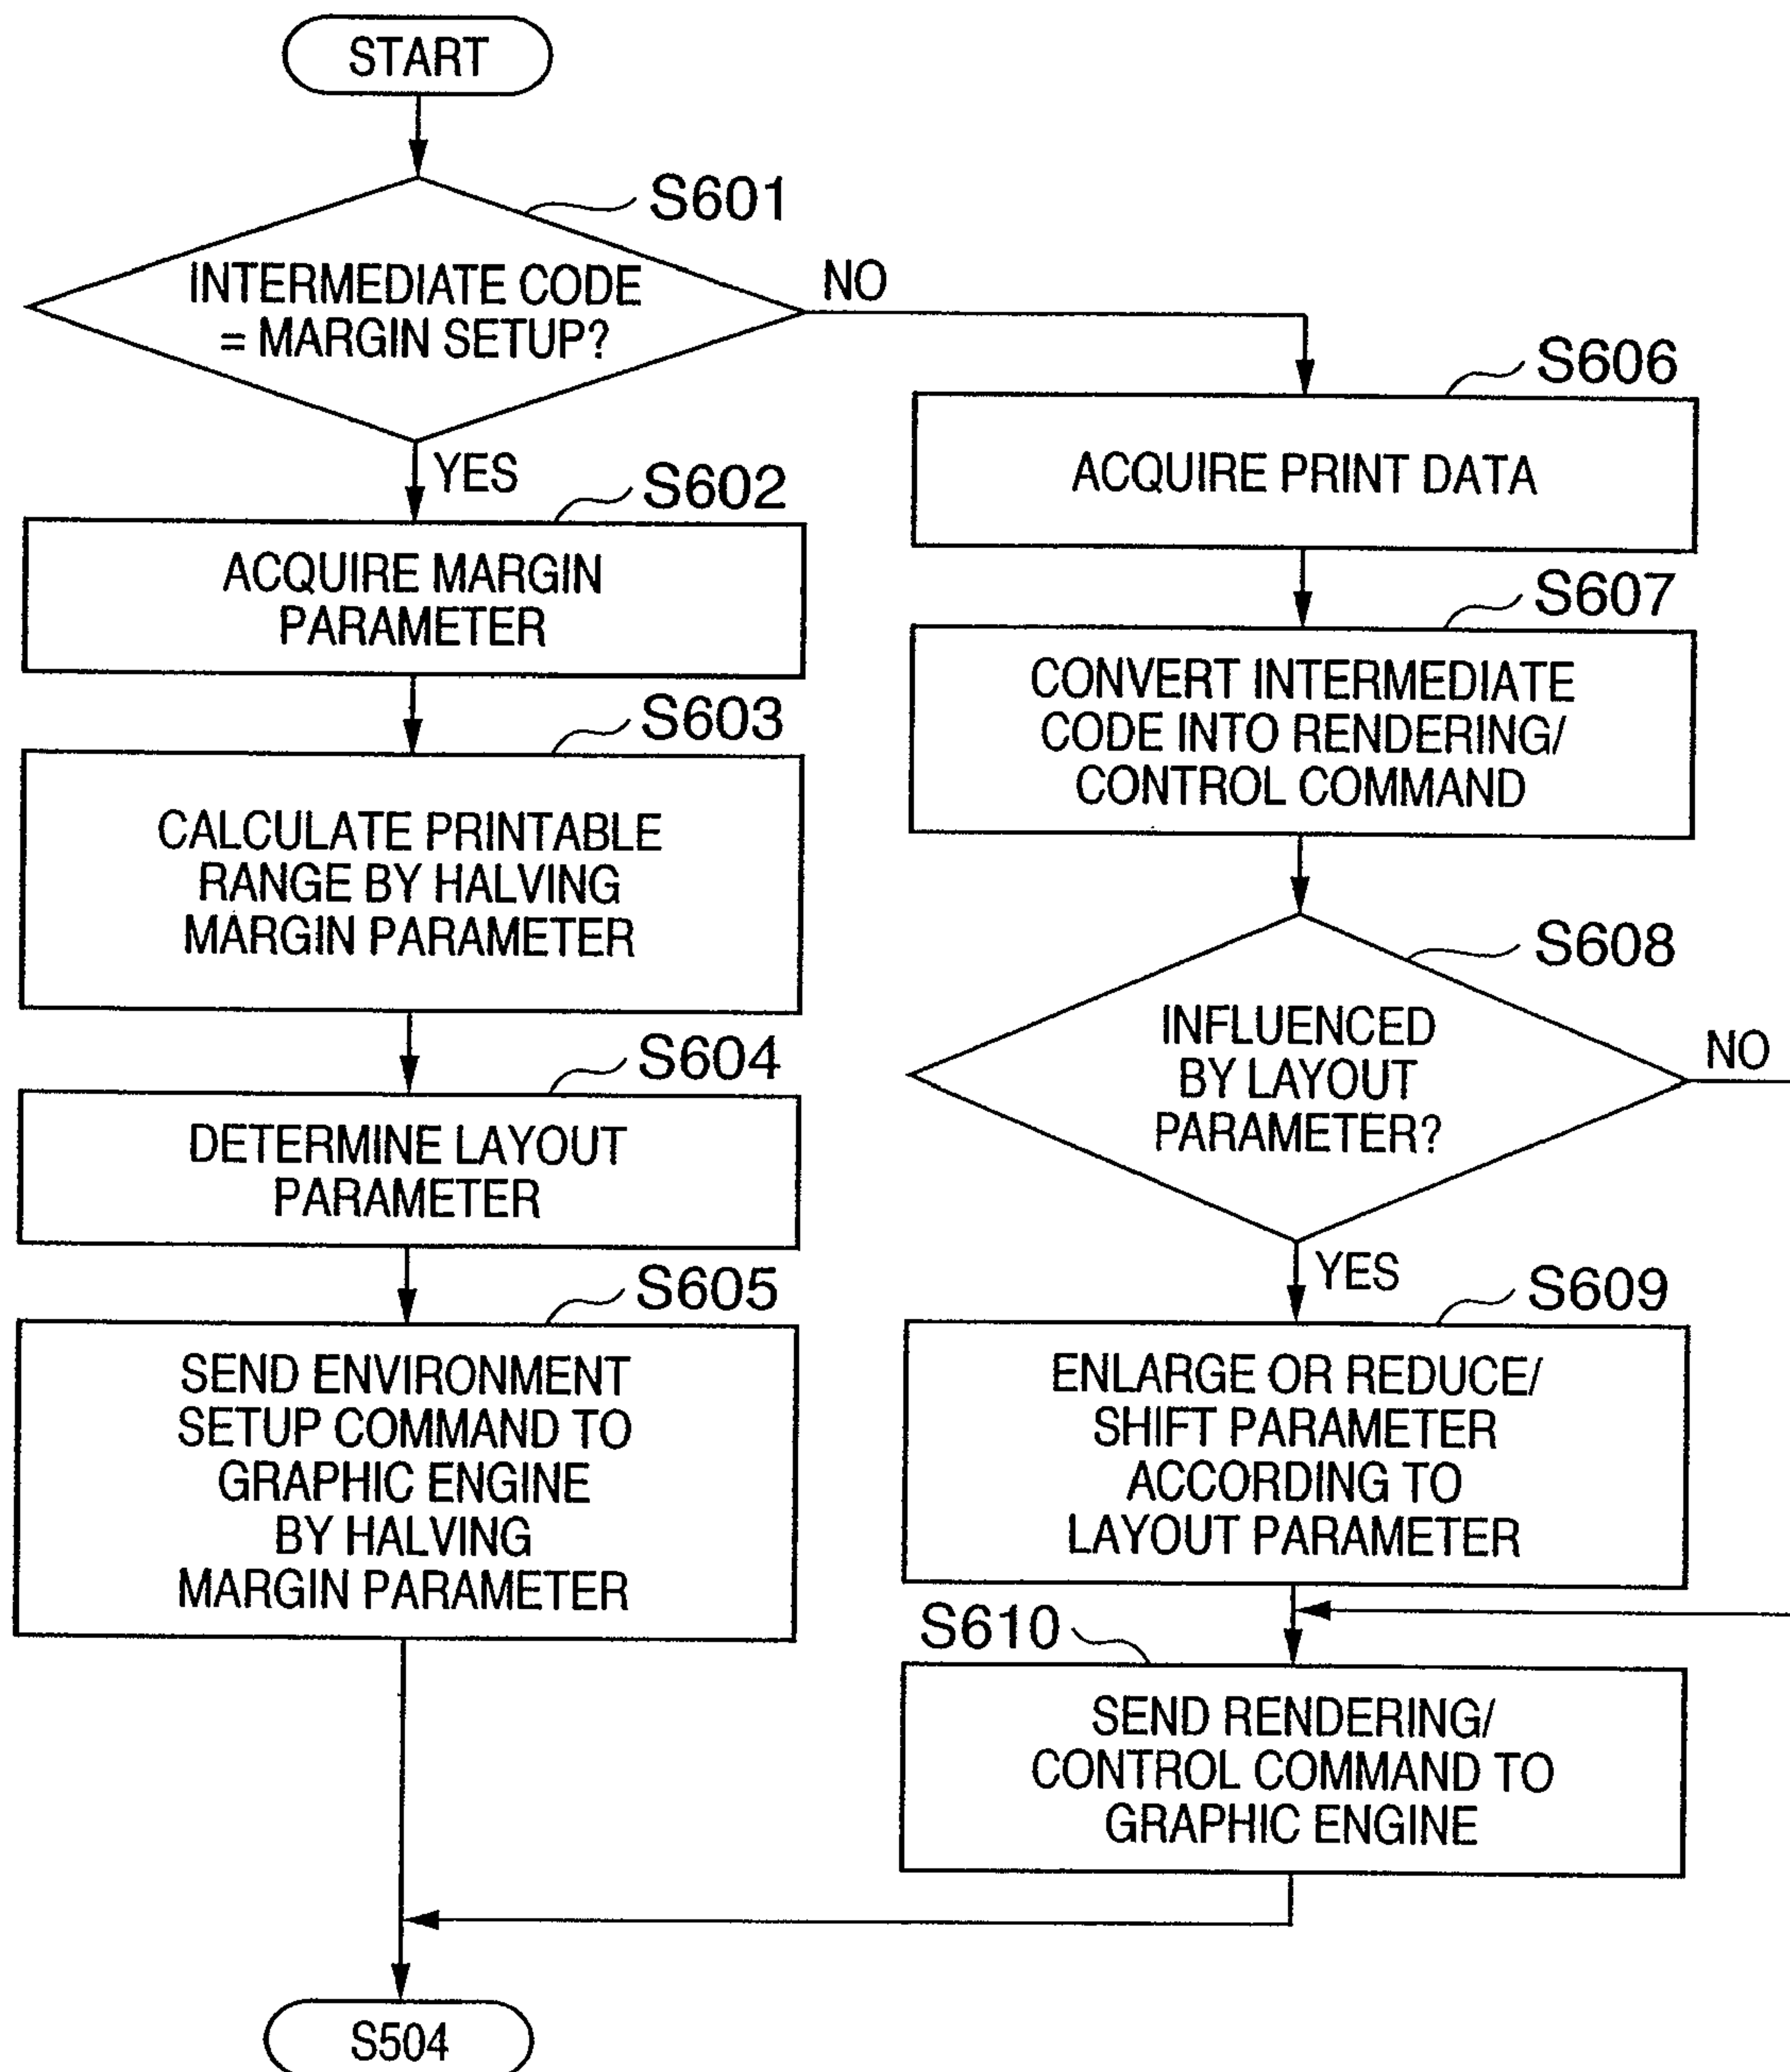 START
S601
INTERMEDIATE CODE
= MARGIN SETUP?
NO
YES
S602
ACQUIRE MARGIN
PARAMETER
S603
CALCULATE PRINTABLE
RANGE BY HALVING
MARGIN PARAMETER
S604
DETERMINE LAYOUT
PARAMETER
S605
SEND ENVIRONMENT
SETUP COMMAND TO
GRAPHIC ENGINE
BY HALVING
MARGIN PARAMETER
S606
ACQUIRE PRINT DATA
S607
CONVERT INTERMEDIATE
CODE INTO RENDERING/
CONTROL COMMAND
S608
INFLUENCED
BY LAYOUT
PARAMETER?
NO
YES
S609
ENLARGE OR REDUCE/
SHIFT PARAMETER
ACCORDING TO
LAYOUT PARAMETER
S610
SEND RENDERING/
CONTROL COMMAND TO
GRAPHIC ENGINE
S504